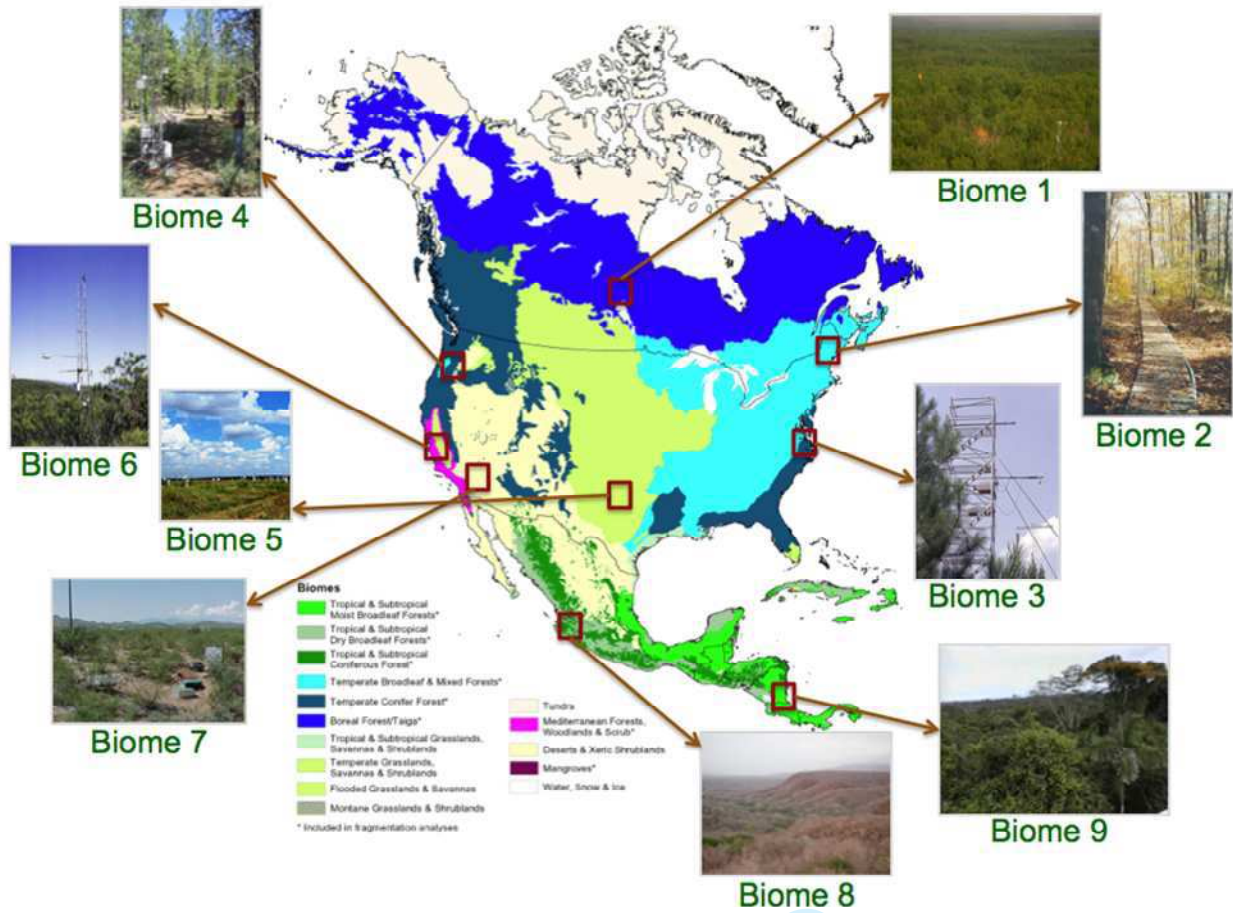 Biome 1
Biome 4
Biome 2
Biome 6
Biome 5
Biome 3
Biome 7
Biomes
Tropical & Subtropical
Moist Broadleaf Forests*
Tropical & Subtropical
Dry Broadleaf Forests*
Tropical & Subtropical
Coniferous Forest*
Temperate Broadleaf & Mixed Forests*
Temperate Conifer Forest*
Boreal Forest/Taiga*
Tropical & Subtropical Grasslands,
Savannas & Shrublands
Temperate Grasslands,
Savannas & Shrublands
Flooded Grasslands & Savannas
Montane Grasslands & Shrublands
* Included in fragmentation analyses
Tundra
Mediterranean Forests,
Woodlands & Scrub*
Deserts & Xeric Shrublands
Mangroves*
Water, Snow & Ice
Biome 9
Biome 8